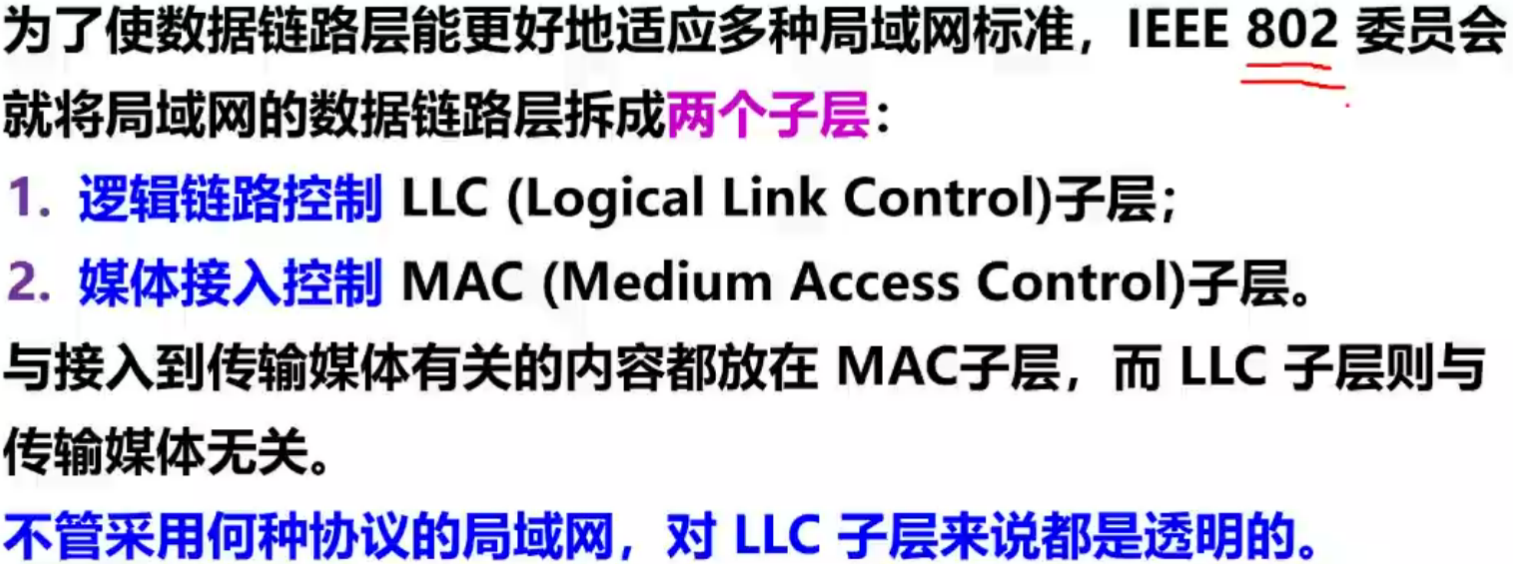 为了使数据链路层能更好地适应多种局域网标准，IEEE 802 委员会
就将局域网的数据链路层拆成两个子层：
1. 逻辑链路控制 LLC (Logical Link Control)子层；
2. 媒体接入控制 MAC (Medium Access Control)子层。
与接入到传输媒体有关的内容都放在 MAC子层，而 LLC 子层则与
传输媒体无关。
不管采用何种协议的局域网，对 LLC 子层来说都是透明的。